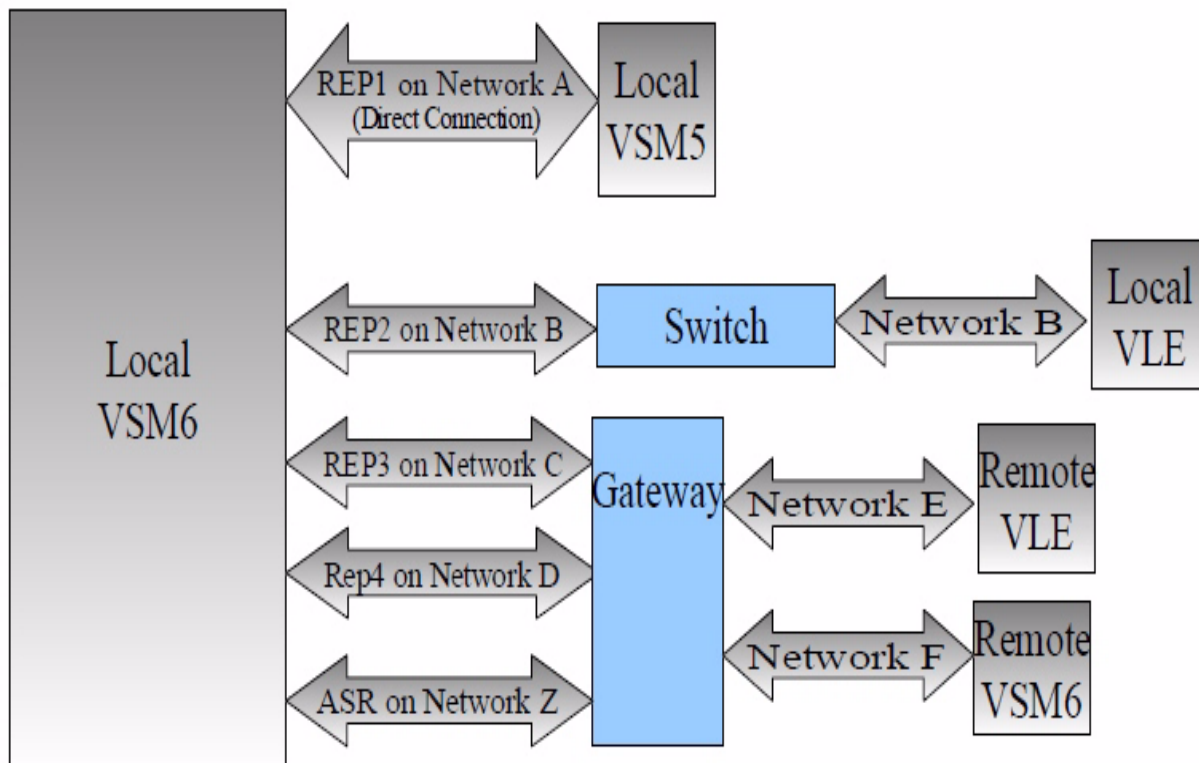 REP1 on Network A
(Direct Connection)
Local
VSM5
Local
VSM6
REP2 on Network B
Switch
Network B
Local
VLE
REP3 on Network C
Gateway
Network E
Remote
VLE
Rep4 on Network D
Network F
Remote
VSM6
ASR on Network Z